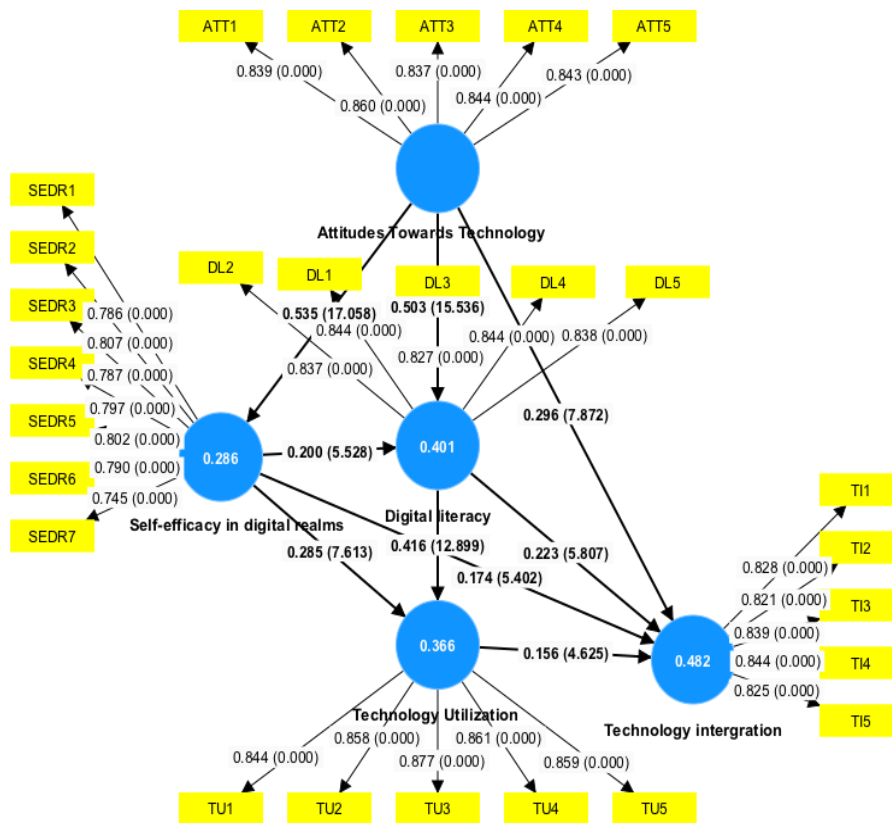 ATT1 ATT2 ATT3 ATT4 ATT5
0.839 (0.000) 0.860 (0.000) 0.837 (0.000) 0.844 (0.000) 0.843 (0.000)
Attitudes Towards Technology
SEDR1
SEDR2
SEDR3
SEDR4
SEDR5
SEDR6
SEDR7
0.786 (0.000)
0.807 (0.000)
0.787 (0.000)
0.797 (0.000)
0.802 (0.000)
0.790 (0.000)
0.745 (0.000)
DL2 DL1 DL3 DL4 DL5
0.535 (17.058) 0.503 (15.536)
0.837 (0.000) 0.844 (0.000) 0.827 (0.000) 0.844 (0.000) 0.838 (0.000)
0.296 (7.872)
0.286
0.200 (5.528)
0.401
Self-efficacy in digital realms
Digital literacy
0.285 (7.613)
0.416 (12.899)
0.174 (5.402)
0.223 (5.807)
0.366
0.156 (4.625)
0.482
Technology Utilization
Technology intergration
TI1
TI2
TI3
TI4
TI5
0.828 (0.000)
0.821 (0.000)
0.839 (0.000)
0.844 (0.000)
0.825 (0.000)
0.844 (0.000) 0.858 (0.000) 0.877 (0.000) 0.861 (0.000) 0.859 (0.000)
TU1 TU2 TU3 TU4 TU5